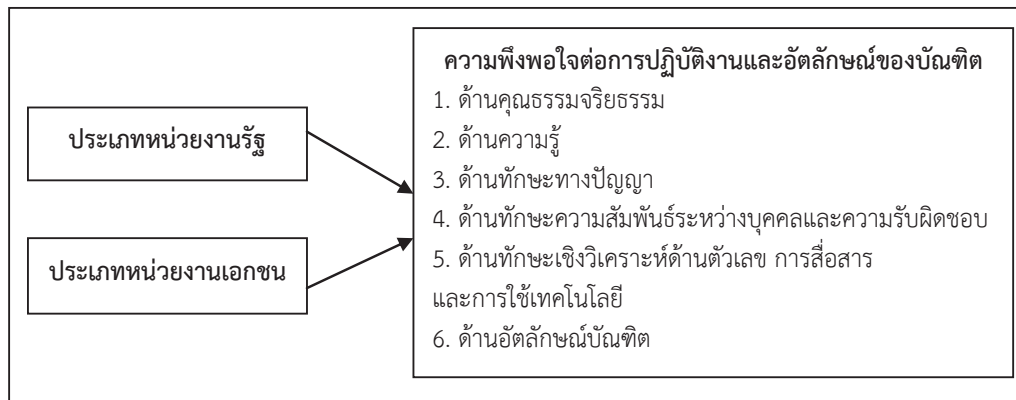 ประเภทหน่วยงานรัฐ
ประเภทหน่วยงานเอกชน
ความพึงพอใจต่อการปฏิบัติงานและอัตลักษณ์ของบัณฑิต
1. ด้านคุณธรรมจริยธรรม
2. ด้านความรู้
3. ด้านทักษะทางปัญญา
4. ด้านทักษะความสัมพันธ์ระหว่างบุคคลและความรับผิดชอบ
5. ด้านทักษะเชิงวิเคราะห์ด้านตัวเลข การสื่อสาร
และการใช้เทคโนโลยี
6. ด้านอัตลักษณ์บัณฑิต